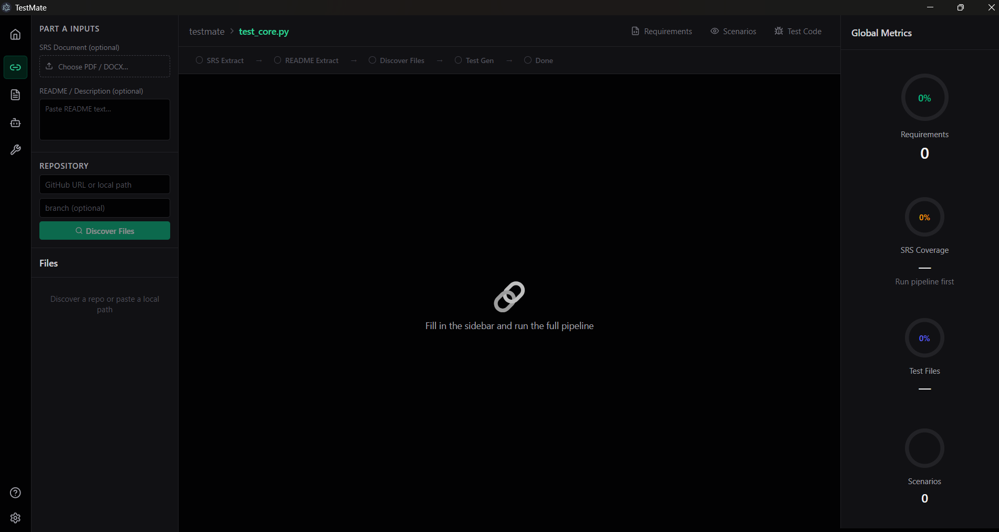 TestMate
PART A INPUTS
SRS Document (optional)
Choose PDF / DOCX...
README / Description (optional)
Paste README text...
REPOSITORY
GitHub URL or local path
branch (optional)
Discover Files
Files
Discover a repo or paste a local
path
testmate > test_core.py
Requirements
Scenarios
Test Code
SRS Extract → README Extract → Discover Files → Test Gen → Done
Fill in the sidebar and run the full pipeline
Global Metrics
0%
Requirements
0
0%
SRS Coverage
—
Run pipeline first
0%
Test Files
—
Scenarios
0